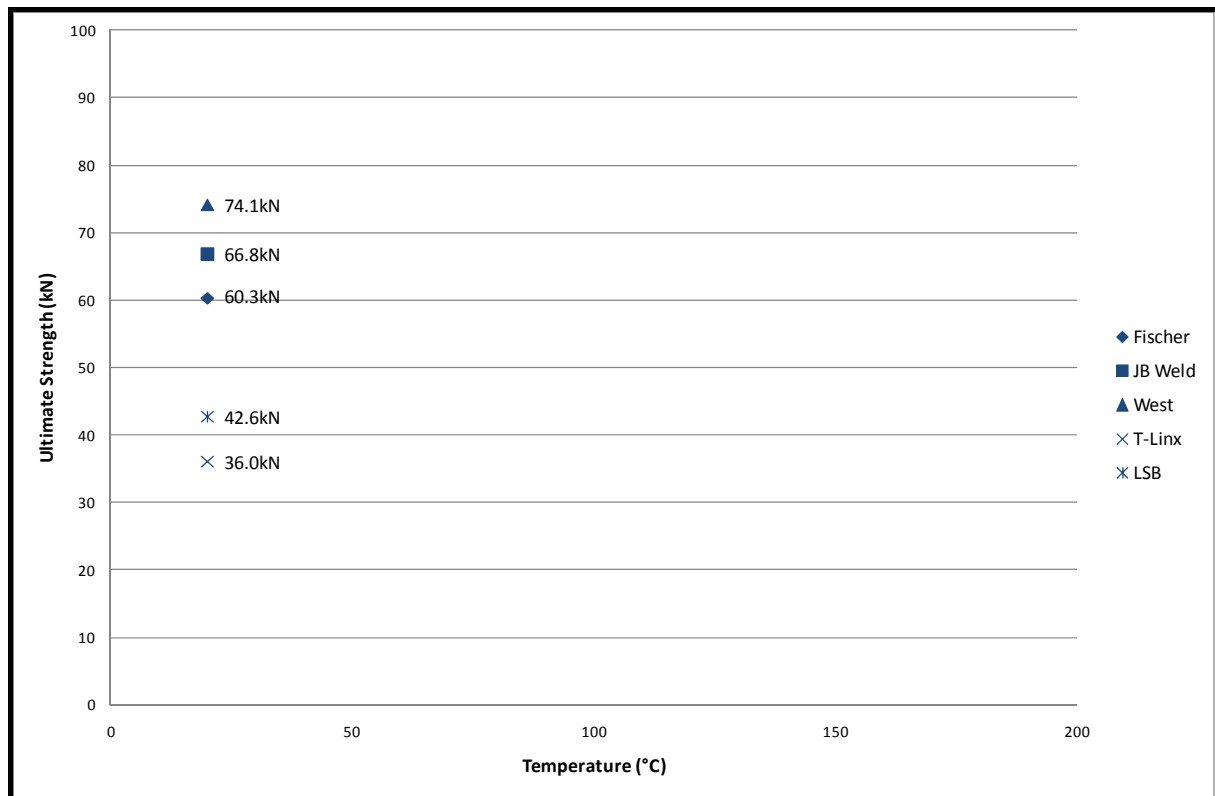 100
90
80
70
60
50
40
30
20
10
0
Ultimate Strength (kN)
74.1kN
66.8kN
60.3kN
42.6kN
36.0kN
0 50 100 150 200
Temperature (°C)
Fischer
JB Weld
West
T-Linx
LSB